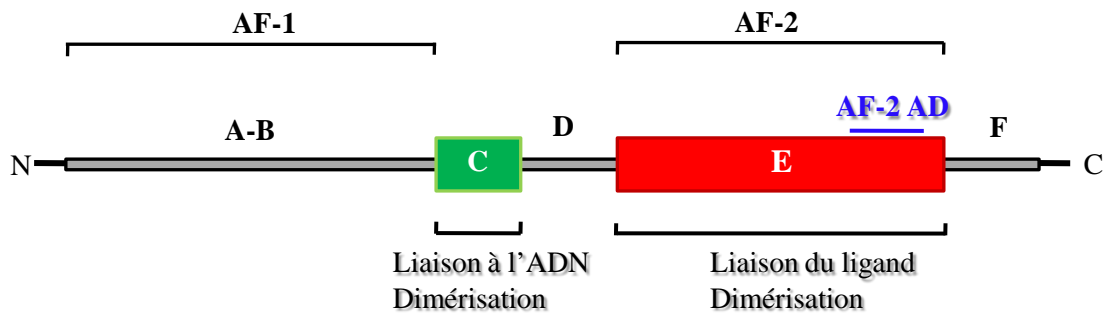 AF-1 AF-2
AF-2 AD
A-B D F
N C E C
Liaison à l’ADN Liaison du ligand
Dimérisation Dimérisation